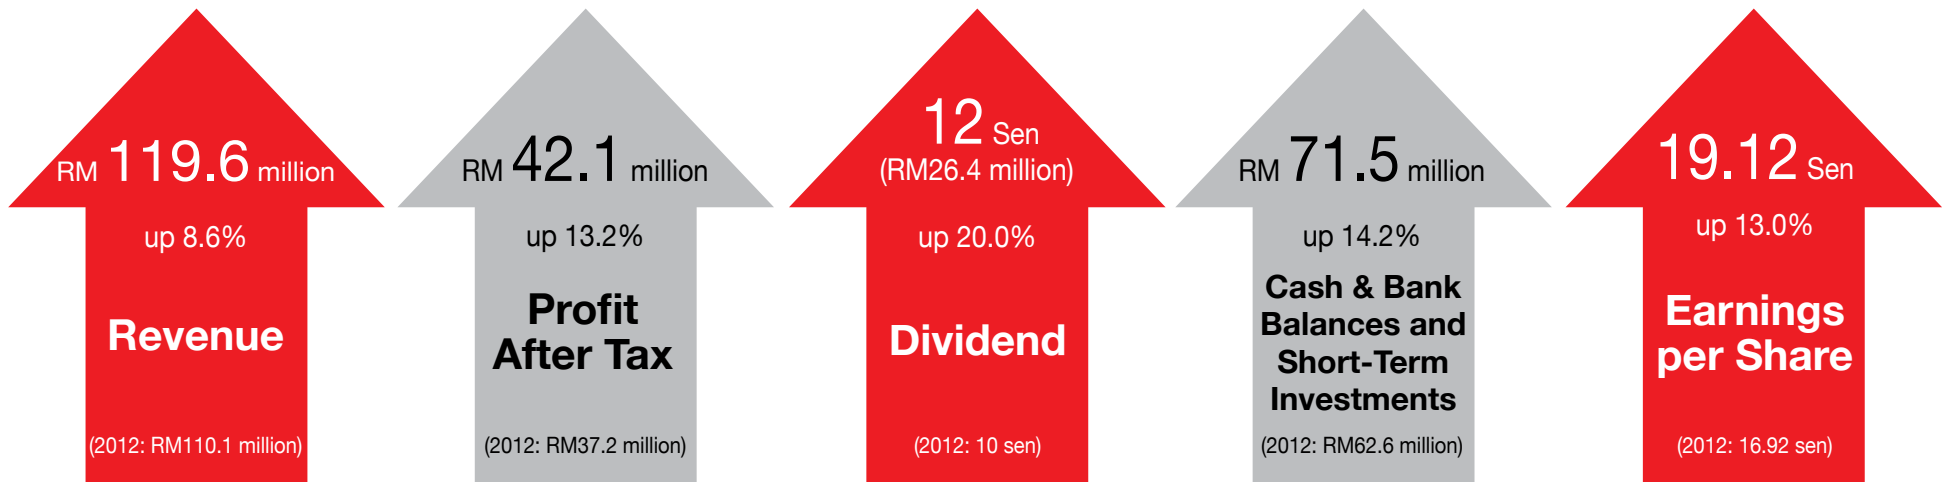 RM 119.6 million
up 8.6%
Revenue
(2012: RM110.1 million)
RM 42.1 million
up 13.2%
Profit
After Tax
(2012: RM37.2 million)
12 Sen
(RM26.4 million)
up 20.0%
Dividend
(2012: 10 sen)
RM 71.5 million
up 14.2%
Cash & Bank
Balances and
Short-Term
Investments
(2012: RM62.6 million)
19.12 Sen
up 13.0%
Earnings
per Share
(2012: 16.92 sen)